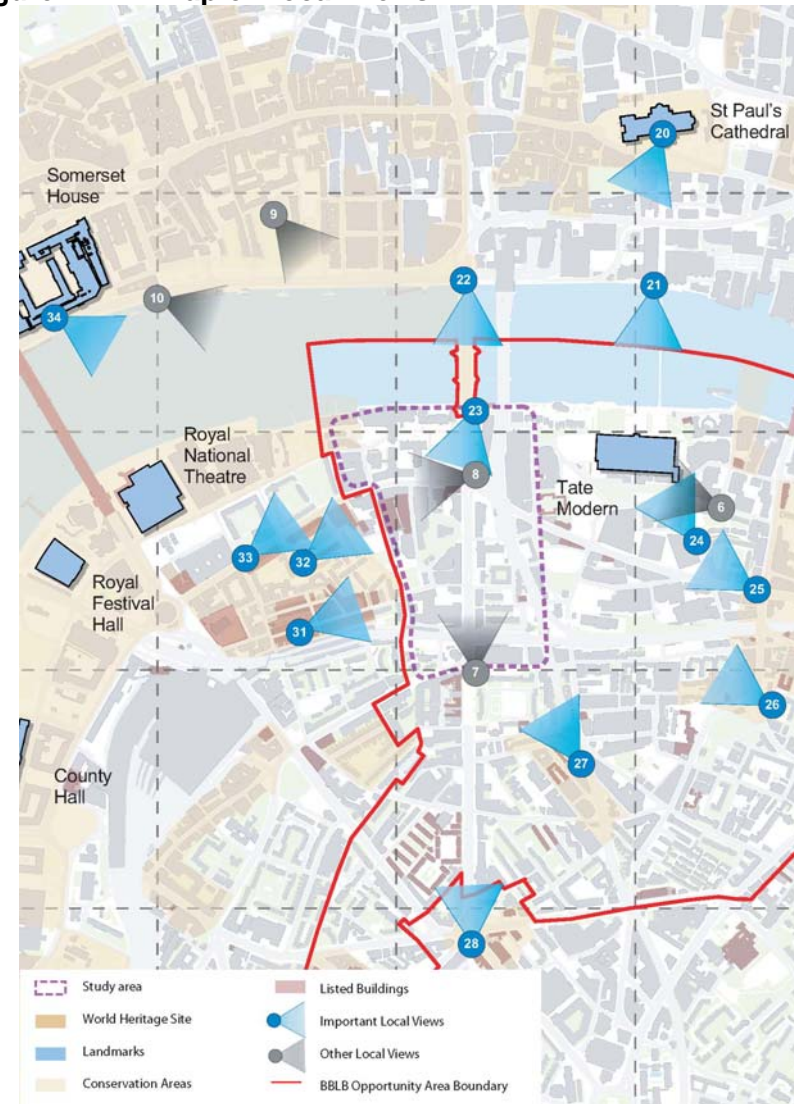 St Paul's
Cathedral
20
Somerset
House
9
22
21
10
34
23
Royal
National
Theatre
8
Tate
Modern
6
24
33
32
25
Royal
Festival
Hall
31
7
26
27
County
Hall
28
Study area
Listed Buildings
World Heritage Site
Important Local Views
Landmarks
Other Local Views
Conservation Areas
BBLB Opportunity Area Boundary